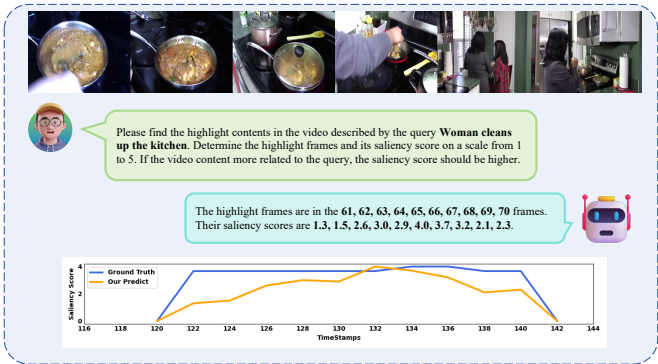 Please find the highlight contents in the video described by the query Woman cleans
up the kitchen. Determine the highlight frames and its saliency score on a scale from 1
to 5. If the video content more related to the query, the saliency score should be higher.
The highlight frames are in the 61, 62, 63, 64, 65, 66, 67, 68, 69, 70 frames.
Their saliency scores are 1.3, 1.5, 2.6, 3.0, 2.9, 4.0, 3.7, 3.2, 2.1, 2.3.
Saliency Score
4
2
0
Ground Truth
Our Predict
116 118 120 122 124 126 128 130 132 134 136 138 140 142 144
TimeStamps